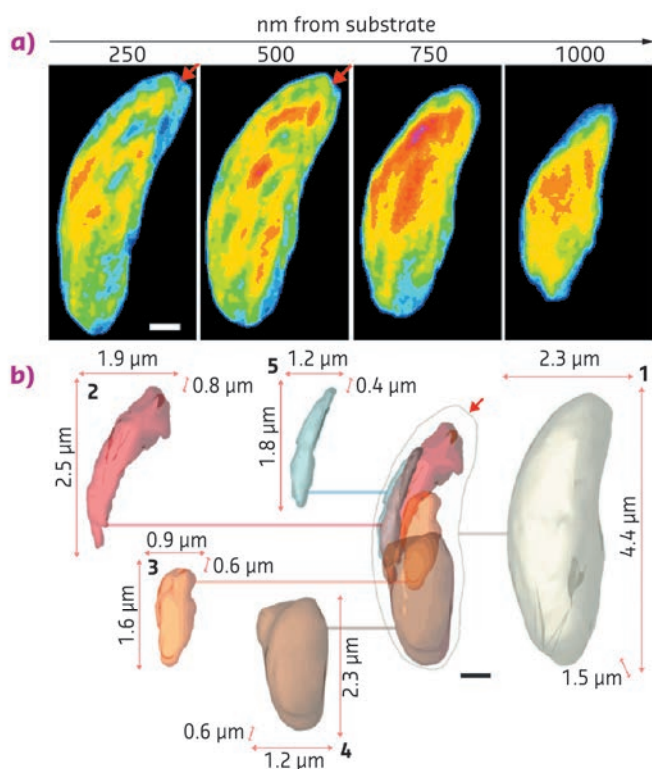 nm from substrate
a)
250 500 750 1000
b)
1.9 µm
2
0.8 µm
2.5 µm
5
1.2 µm
0.4 µm
1.8 µm
2.3 µm
1
4.4 µm
1.5 µm
0.9 µm
3
0.6 µm
1.6 µm
2.3 µm
0.6 µm
1.2 µm
4